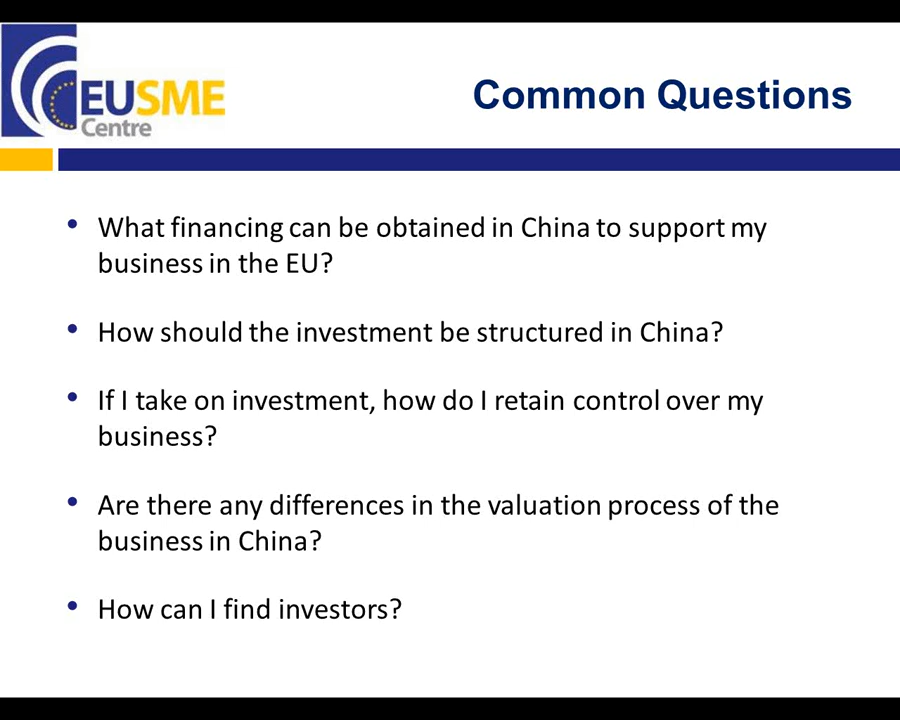 EUSME
Centre
Common Questions
• What financing can be obtained in China to support my
business in the EU?
• How should the investment be structured in China?
• If I take on investment, how do I retain control over my
business?
• Are there any differences in the valuation process of the
business in China?
• How can I find investors?